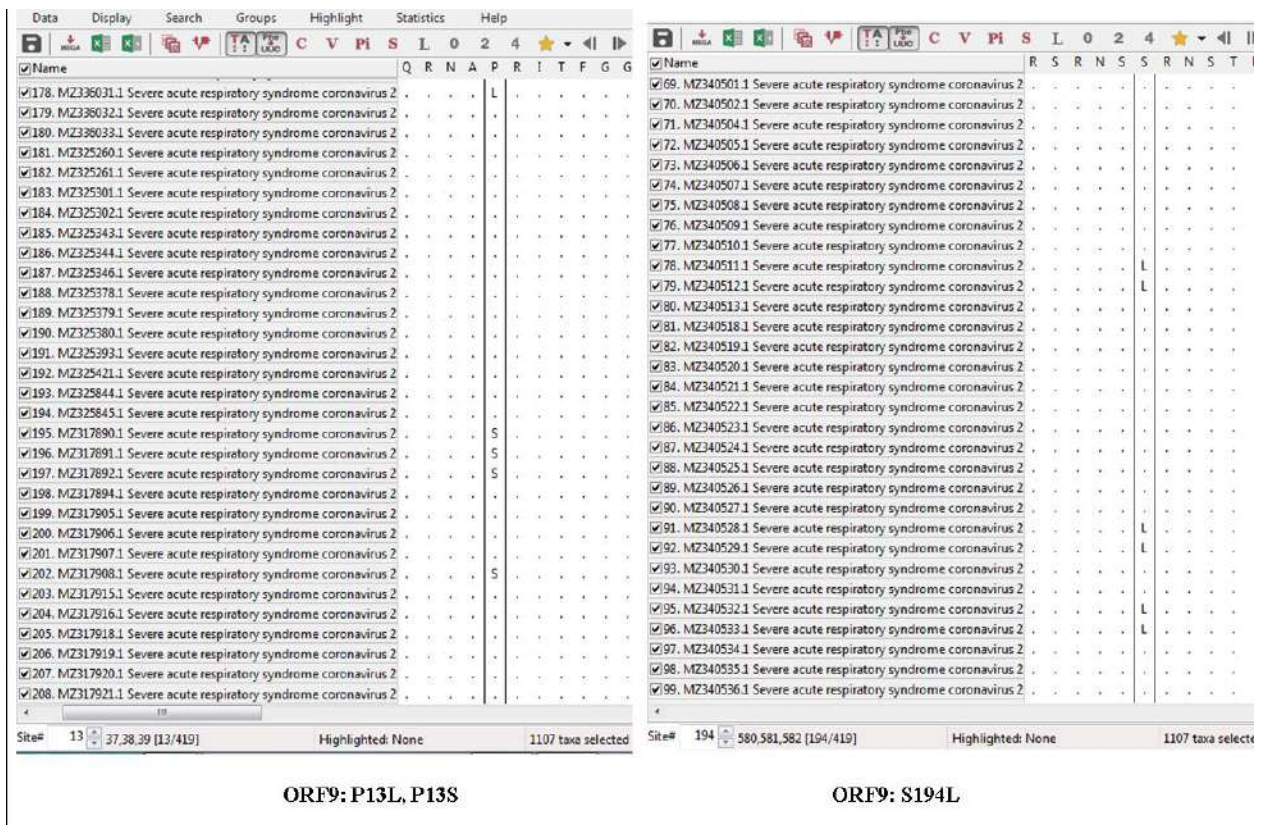 Data Display Search Groups Highlight Statistics Help
MEGA TA UUC C V Pi S L 0 2 4
Name Q R N A P R I T F G G
178. MZ336031.1 Severe acute respiratory syndrome coronavirus 2 L
179. MZ336032.1 Severe acute respiratory syndrome coronavirus 2
180. MZ336033.1 Severe acute respiratory syndrome coronavirus 2
181. MZ325260.1 Severe acute respiratory syndrome coronavirus 2
182. MZ325261.1 Severe acute respiratory syndrome coronavirus 2
183. MZ325301.1 Severe acute respiratory syndrome coronavirus 2
184. MZ325302.1 Severe acute respiratory syndrome coronavirus 2
185. MZ325343.1 Severe acute respiratory syndrome coronavirus 2
186. MZ325344.1 Severe acute respiratory syndrome coronavirus 2
187. MZ325346.1 Severe acute respiratory syndrome coronavirus 2
188. MZ325378.1 Severe acute respiratory syndrome coronavirus 2
189. MZ325379.1 Severe acute respiratory syndrome coronavirus 2
190. MZ325380.1 Severe acute respiratory syndrome coronavirus 2
191. MZ325393.1 Severe acute respiratory syndrome coronavirus 2
192. MZ325421.1 Severe acute respiratory syndrome coronavirus 2
193. MZ325844.1 Severe acute respiratory syndrome coronavirus 2
194. MZ325845.1 Severe acute respiratory syndrome coronavirus 2
195. MZ317890.1 Severe acute respiratory syndrome coronavirus 2 S
196. MZ317891.1 Severe acute respiratory syndrome coronavirus 2 S
197. MZ317892.1 Severe acute respiratory syndrome coronavirus 2 S
198. MZ317894.1 Severe acute respiratory syndrome coronavirus 2
199. MZ317905.1 Severe acute respiratory syndrome coronavirus 2
200. MZ317906.1 Severe acute respiratory syndrome coronavirus 2
201. MZ317907.1 Severe acute respiratory syndrome coronavirus 2
202. MZ317908.1 Severe acute respiratory syndrome coronavirus 2 S
203. MZ317915.1 Severe acute respiratory syndrome coronavirus 2
204. MZ317916.1 Severe acute respiratory syndrome coronavirus 2
205. MZ317918.1 Severe acute respiratory syndrome coronavirus 2
206. MZ317919.1 Severe acute respiratory syndrome coronavirus 2
207. MZ317920.1 Severe acute respiratory syndrome coronavirus 2
208. MZ317921.1 Severe acute respiratory syndrome coronavirus 2
Site# 13 37,38,39 [13/419] Highlighted: None 1107 taxa selected
ORF9: P13L, P13S
MEGA TA UUC C V Pi S L 0 2 4
Name R S R N S S R N S T
69. MZ340501.1 Severe acute respiratory syndrome coronavirus 2
70. MZ340502.1 Severe acute respiratory syndrome coronavirus 2
71. MZ340504.1 Severe acute respiratory syndrome coronavirus 2
72. MZ340505.1 Severe acute respiratory syndrome coronavirus 2
73. MZ340506.1 Severe acute respiratory syndrome coronavirus 2
74. MZ340507.1 Severe acute respiratory syndrome coronavirus 2
75. MZ340508.1 Severe acute respiratory syndrome coronavirus 2
76. MZ340509.1 Severe acute respiratory syndrome coronavirus 2
77. MZ340510.1 Severe acute respiratory syndrome coronavirus 2
78. MZ340511.1 Severe acute respiratory syndrome coronavirus 2 L
79. MZ340512.1 Severe acute respiratory syndrome coronavirus 2 L
80. MZ340513.1 Severe acute respiratory syndrome coronavirus 2
81. MZ340518.1 Severe acute respiratory syndrome coronavirus 2
82. MZ340519.1 Severe acute respiratory syndrome coronavirus 2
83. MZ340520.1 Severe acute respiratory syndrome coronavirus 2
84. MZ340521.1 Severe acute respiratory syndrome coronavirus 2
85. MZ340522.1 Severe acute respiratory syndrome coronavirus 2
86. MZ340523.1 Severe acute respiratory syndrome coronavirus 2
87. MZ340524.1 Severe acute respiratory syndrome coronavirus 2
88. MZ340525.1 Severe acute respiratory syndrome coronavirus 2
89. MZ340526.1 Severe acute respiratory syndrome coronavirus 2
90. MZ340527.1 Severe acute respiratory syndrome coronavirus 2
91. MZ340528.1 Severe acute respiratory syndrome coronavirus 2 L
92. MZ340529.1 Severe acute respiratory syndrome coronavirus 2 L
93. MZ340530.1 Severe acute respiratory syndrome coronavirus 2
94. MZ340531.1 Severe acute respiratory syndrome coronavirus 2
95. MZ340532.1 Severe acute respiratory syndrome coronavirus 2 L
96. MZ340533.1 Severe acute respiratory syndrome coronavirus 2 L
97. MZ340534.1 Severe acute respiratory syndrome coronavirus 2
98. MZ340535.1 Severe acute respiratory syndrome coronavirus 2
99. MZ340536.1 Severe acute respiratory syndrome coronavirus 2
Site# 194 580,581,582 [194/419] Highlighted: None 1107 taxa selecte
ORF9: S194L